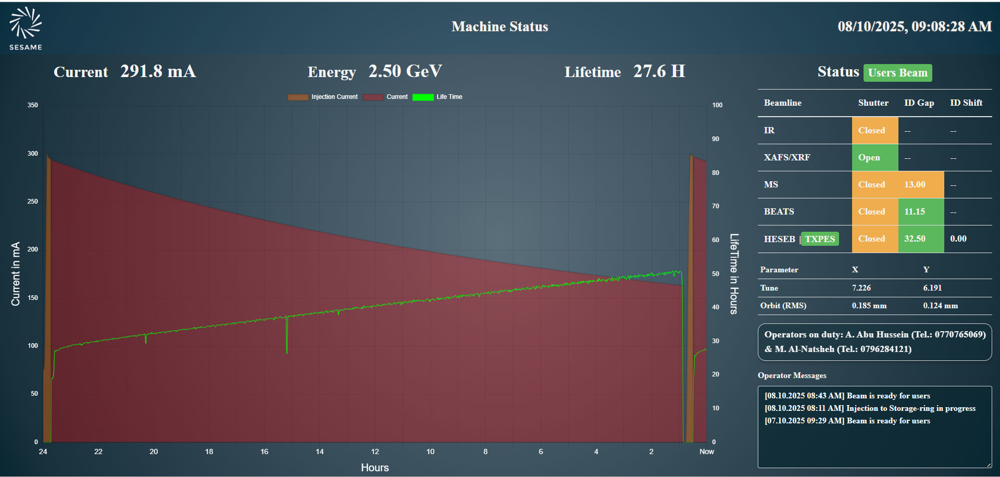 SESAME
Machine Status
08/10/2025, 09:08:28 AM
Current 291.8 mA
Energy 2.50 GeV
Lifetime 27.6 H
Status Users Beam
Injection Current Current Life Time
350
300
250
200
150
100
50
0
Current in mA
100
90
80
70
60
50
40
30
20
10
0
LifeTime in Hours
24 22 20 18 16 14 12 10 8 6 4 2 Now
Hours
Beamline Shutter ID Gap ID Shift
IR Closed -- --
XAFS/XRF Open -- --
MS Closed 13.00 --
BEATS Closed 11.15 --
HESEB | TXPES Closed 32.50 0.00
Parameter X Y
Tune 7.226 6.191
Orbit (RMS) 0.185 mm 0.124 mm
Operators on duty: A. Abu Hussein (Tel.: 0770765069)
& M. Al-Natsheh (Tel.: 0796284121)
Operator Messages
[08.10.2025 08:43 AM] Beam is ready for users
[08.10.2025 08:11 AM] Injection to Storage-ring in progress
[07.10.2025 09:29 AM] Beam is ready for users